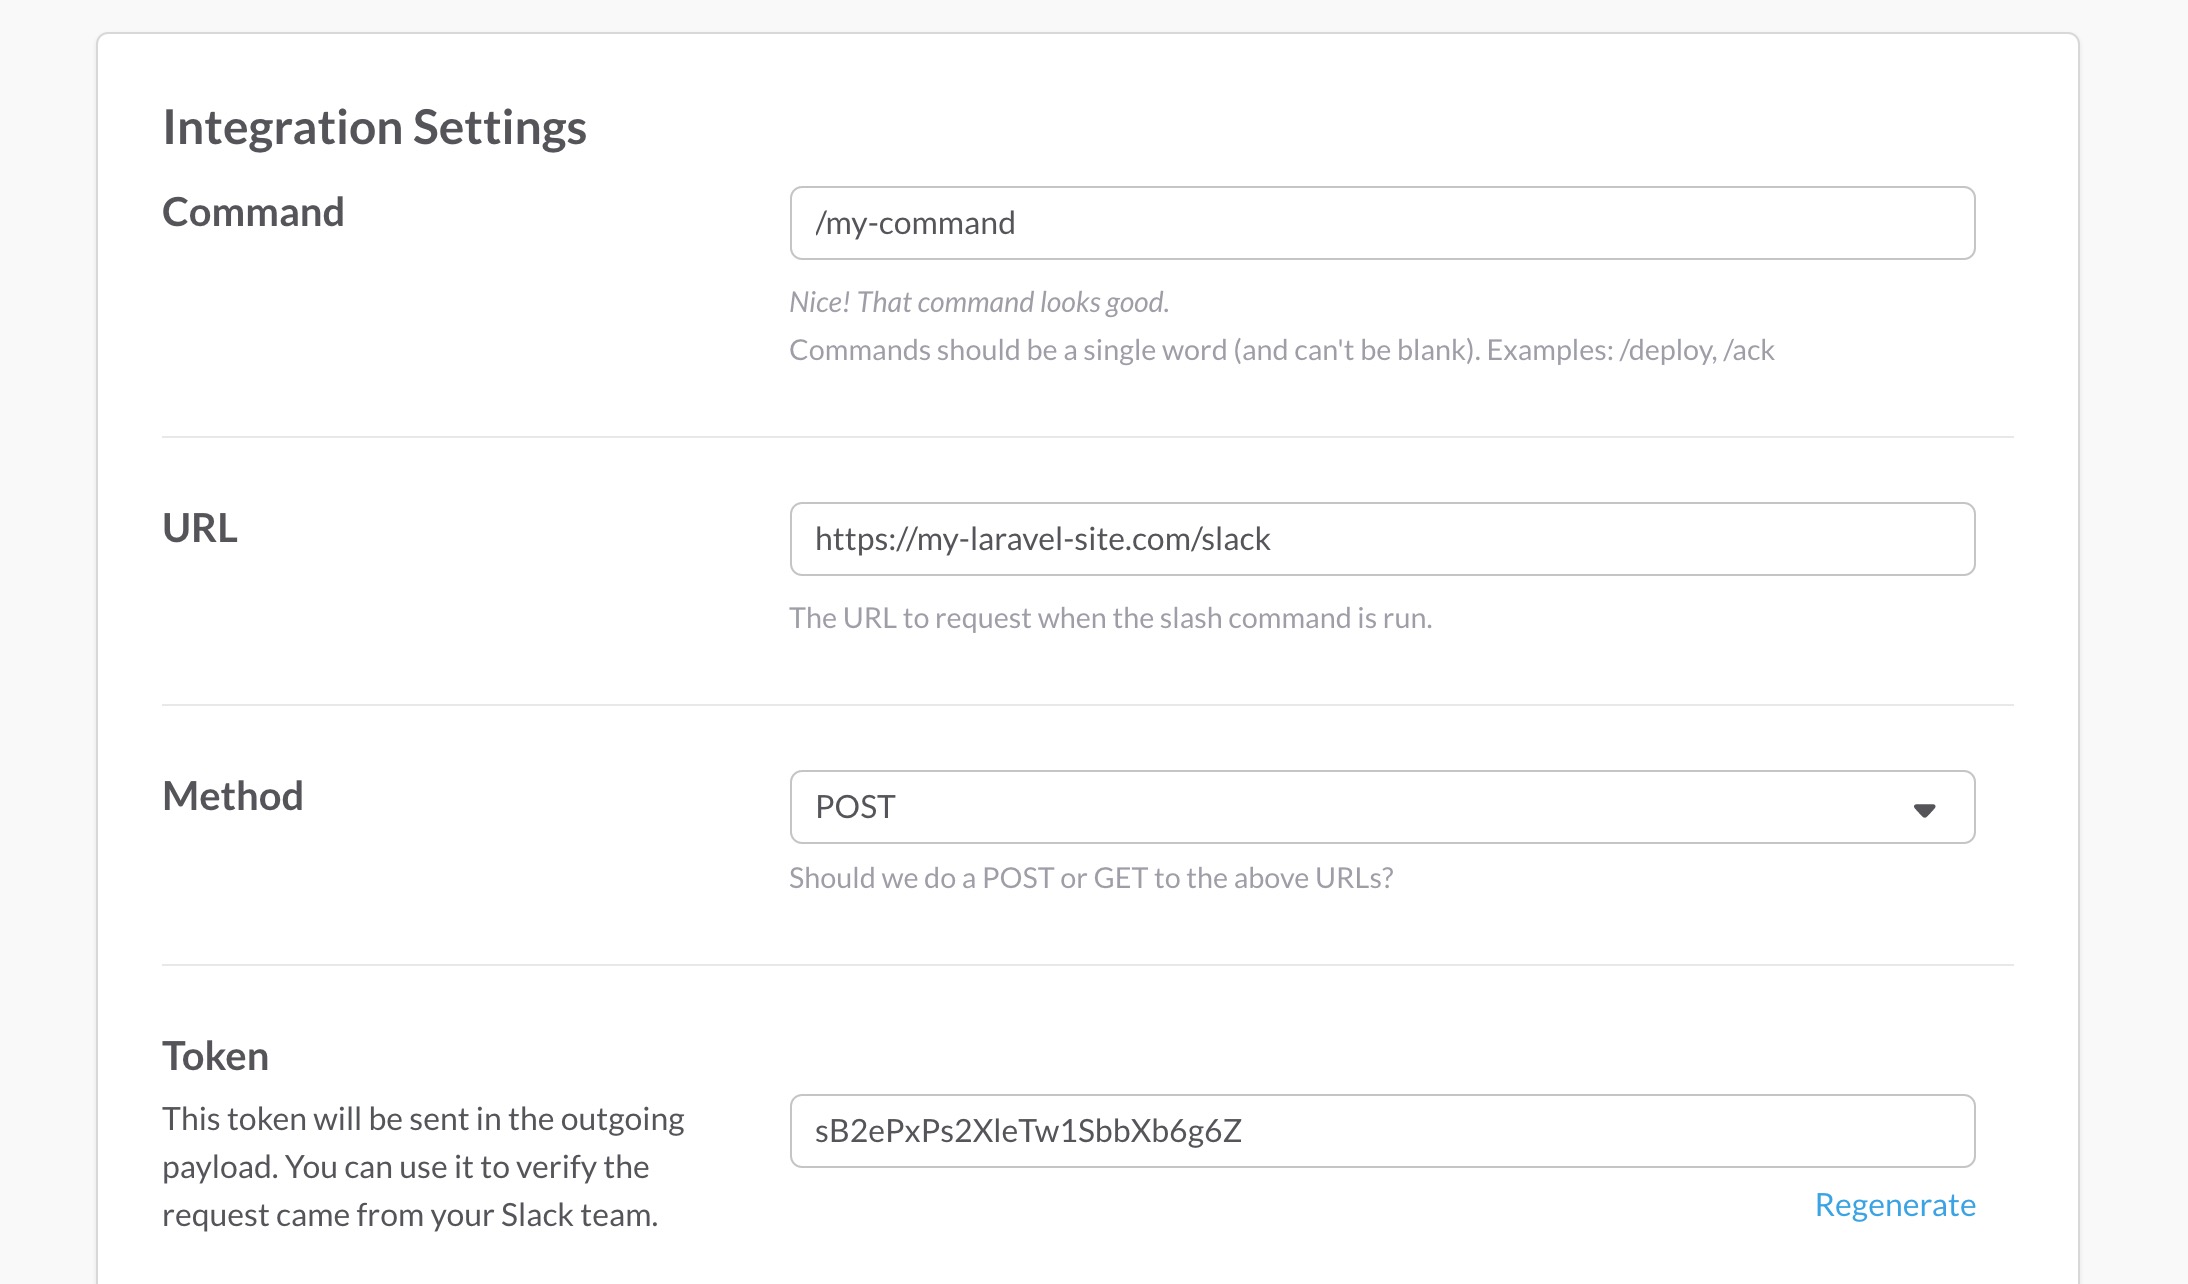 Integration Settings
Command
/my-command
Nice! That command looks good.
Commands should be a single word (and can't be blank). Examples: /deploy, /ack
URL
https://my-laravel-site.com/slack
The URL to request when the slash command is run.
Method
POST
Should we do a POST or GET to the above URLs?
Token
This token will be sent in the outgoing
payload. You can use it to verify the
request came from your Slack team.
sB2ePxPs2XleTw1SbbXb6g6Z
Regenerate